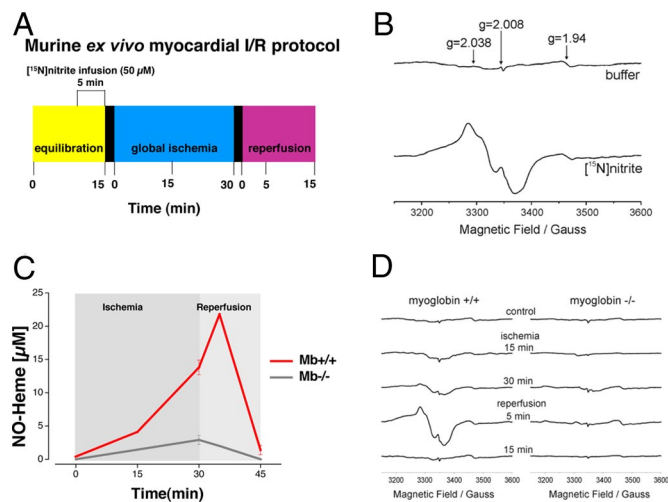 A
Murine ex vivo myocardial I/R protocol
[¹⁵N]nitrite infusion (50 µM)
5 min
equilibration
global ischemia
reperfusion
0
15
0
15
30
0
5
15
Time (min)
B
g=2.038
g=2.008
g=1.94
buffer
[¹⁵N]nitrite
3200
3300
3400
3500
3600
Magnetic Field / Gauss
C
NO-Heme [µM]
25
20
15
10
5
0
Ischemia
Reperfusion
Mb+/+
Mb-/-
0
15
30
45
Time(min)
D
myoglobin +/+
myoglobin -/-
control
ischemia
15 min
30 min
reperfusion
5 min
15 min
3200 3300 3400 3500 3600
3200 3300 3400 3500 3600
Magnetic Field / Gauss
Magnetic Field / Gauss